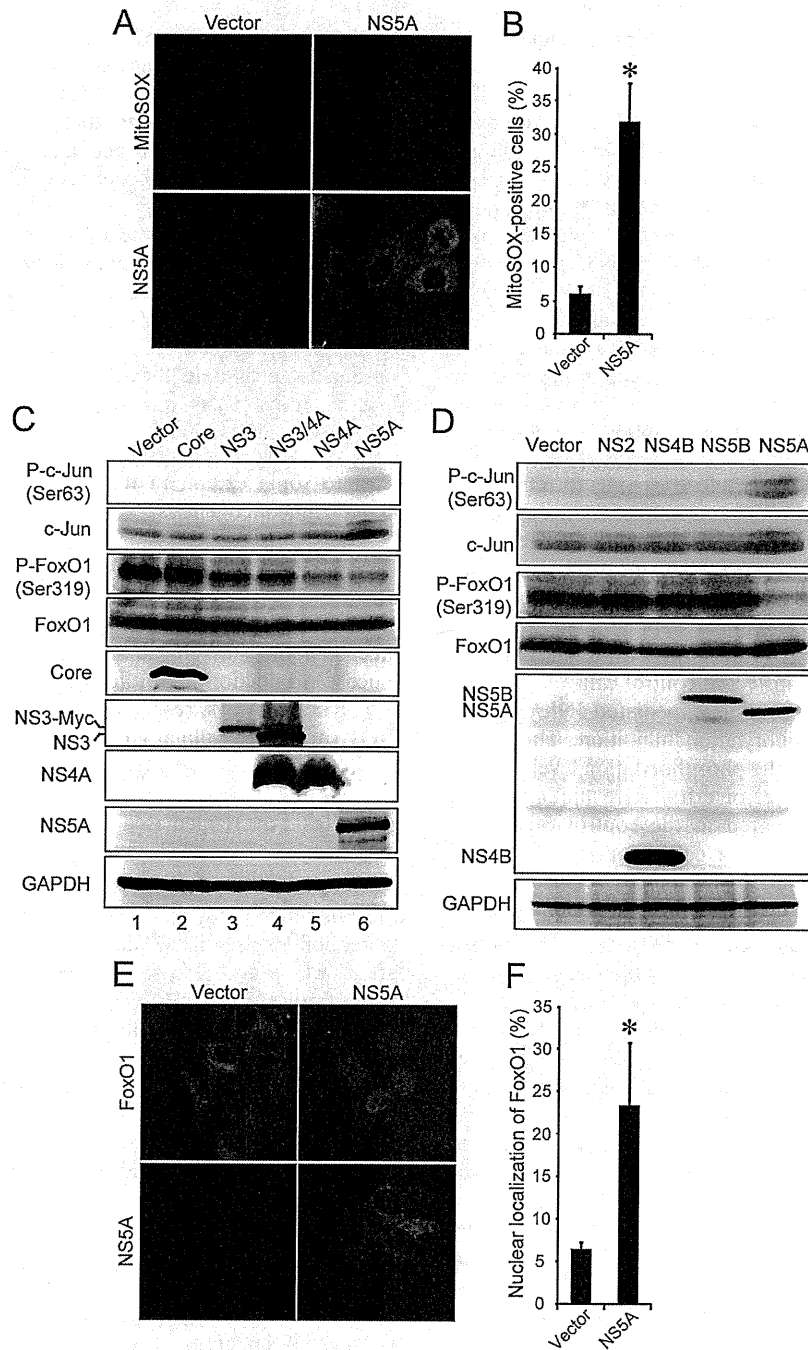 A
Vector
NS5A
MitoSOX
NS5A
B
MitoSOX-positive cells (%)
40
35
30
25
20
15
10
5
0
*
Vector
NS5A
C
Vector
Core
NS3
NS3/4A
NS4A
NS5A
P-c-Jun
(Ser63)
c-Jun
P-FoxO1
(Ser319)
FoxO1
Core
NS3-Myc
NS3
NS4A
NS5A
GAPDH
1 2 3 4 5 6
D
Vector NS2 NS4B NS5B NS5A
P-c-Jun
(Ser63)
c-Jun
P-FoxO1
(Ser319)
FoxO1
NS5B
NS5A
NS4B
GAPDH
E
Vector
NS5A
FoxO1
NS5A
F
Nuclear localization of FoxO1 (%)
35
30
25
20
15
10
5
0
*
Vector
NS5A